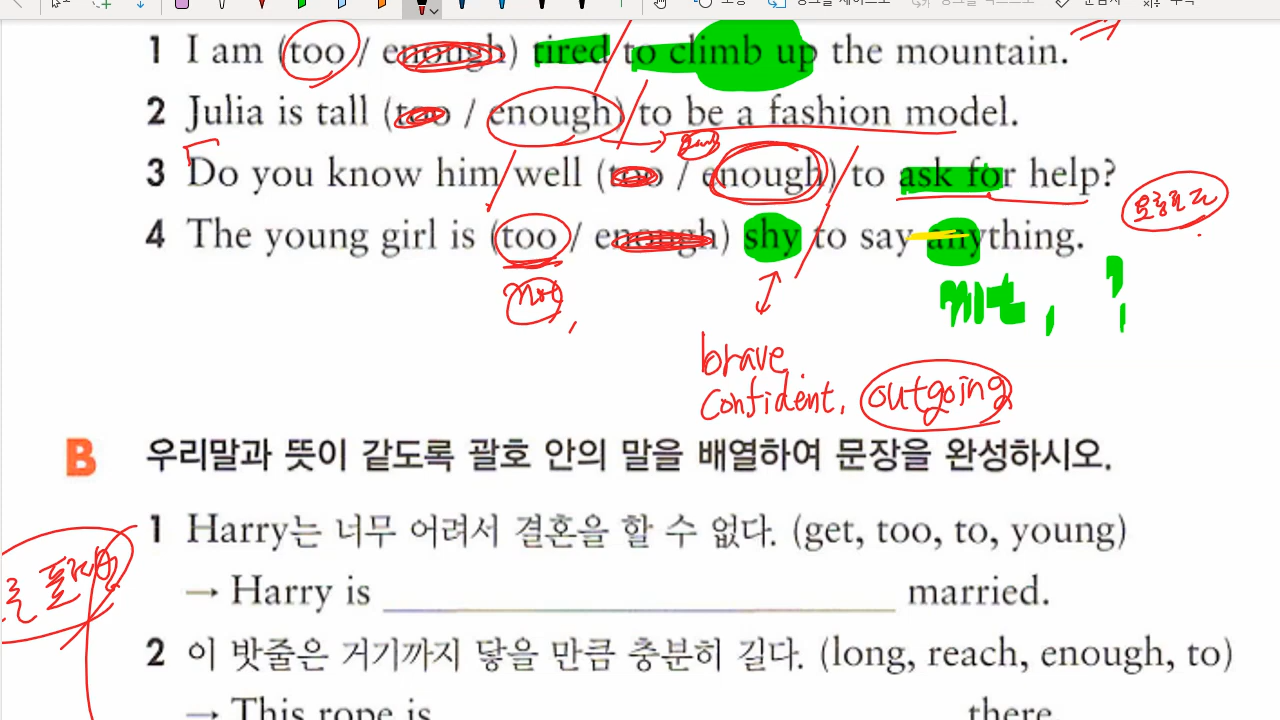 1 I am (too / enough) tired to climb up the mountain.
2 Julia is tall (too / enough) to be a fashion model.
3 Do you know him well (too / enough) to ask for help?
4 The young girl is (too / enough) shy to say anything.
not,
brave
confident, outgoing
B 우리말과 뜻이 같도록 괄호 안의 말을 배열하여 문장을 완성하시오.
1 Harry는 너무 어려서 결혼을 할 수 없다. (get, too, to, young)
→ Harry is married.
2 이 밧줄은 거기까지 닿을 만큼 충분히 길다. (long, reach, enough, to)
→ This rope is there.